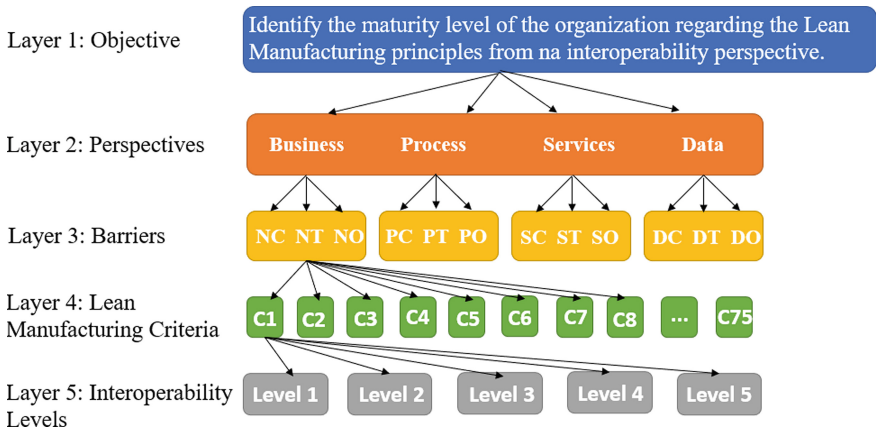 Layer 1: Objective
Identify the maturity level of the organization regarding the Lean
Manufacturing principles from na interoperability perspective.
Layer 2: Perspectives
Business Process Services Data
Layer 3: Barriers
NC NT NO PC PT PO SC ST SO DC DT DO
Layer 4: Lean
Manufacturing Criteria
C1 C2 C3 C4 C5 C6 C7 C8 ... C75
Layer 5: Interoperability
Levels
Level 1 Level 2 Level 3 Level 4 Level 5